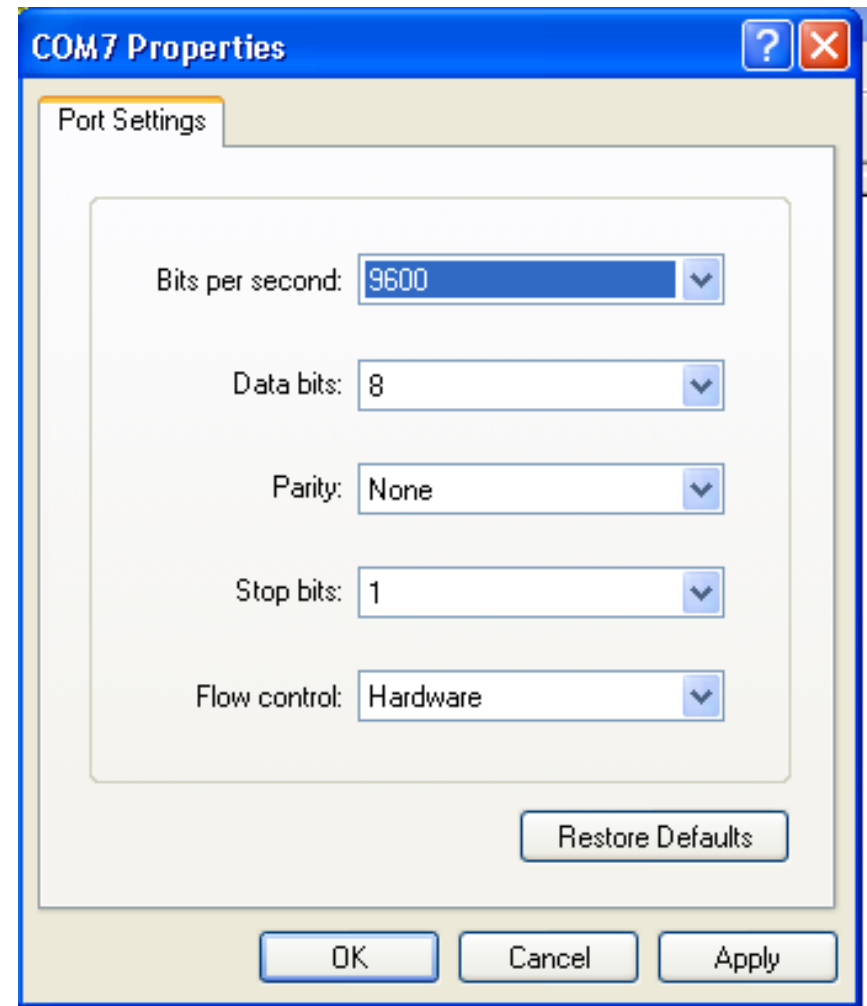 COM7 Properties
Port Settings
Bits per second: 9600
Data bits: 8
Parity: None
Stop bits: 1
Flow control: Hardware
Restore Defaults
OK Cancel Apply